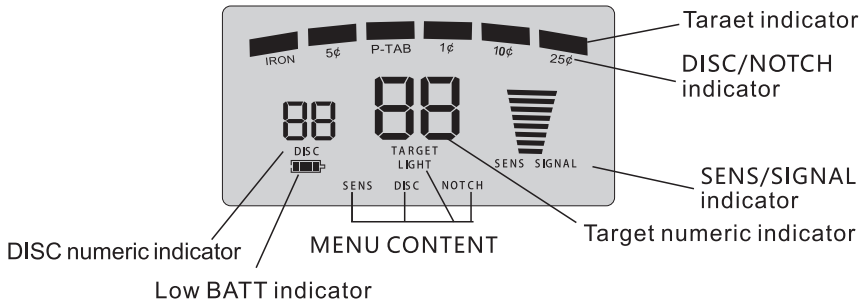 Taraet indicator
IRON 5¢ P-TAB 1¢ 10¢ 25¢
DISC/NOTCH
indicator
88 88
DISC TARGET
LIGHT SENS SIGNAL
SENS DISC NOTCH
SENS/SIGNAL
indicator
DISC numeric indicator
MENU CONTENT
Target numeric indicator
Low BATT indicator